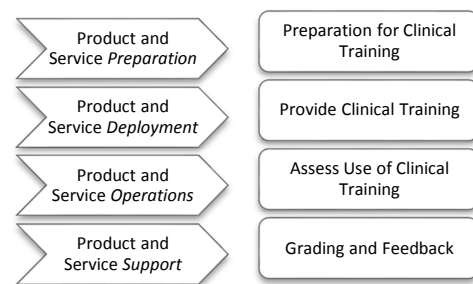 Product and
Service Preparation
Preparation for Clinical
Training
Product and
Service Deployment
Provide Clinical Training
Product and
Service Operations
Assess Use of Clinical
Training
Product and
Service Support
Grading and Feedback